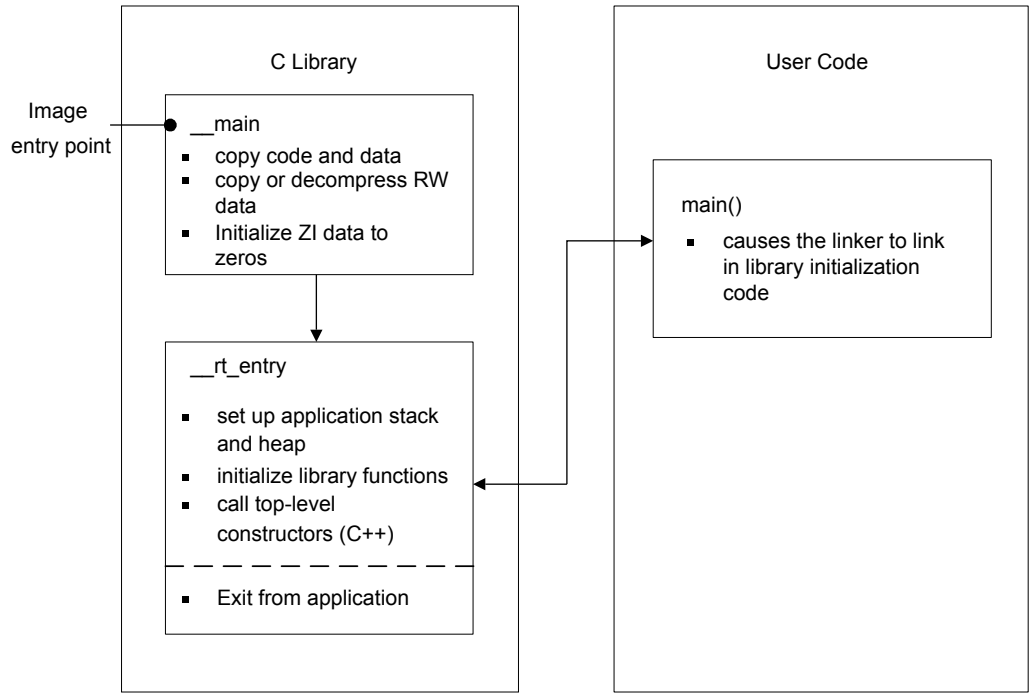 C Library
User Code
Image
entry point
__main
▪ copy code and data
▪ copy or decompress RW
data
▪ Initialize ZI data to
zeros
__rt_entry
▪ set up application stack
and heap
▪ initialize library functions
▪ call top-level
constructors (C++)
▪ Exit from application
main()
▪ causes the linker to link
in library initialization
code